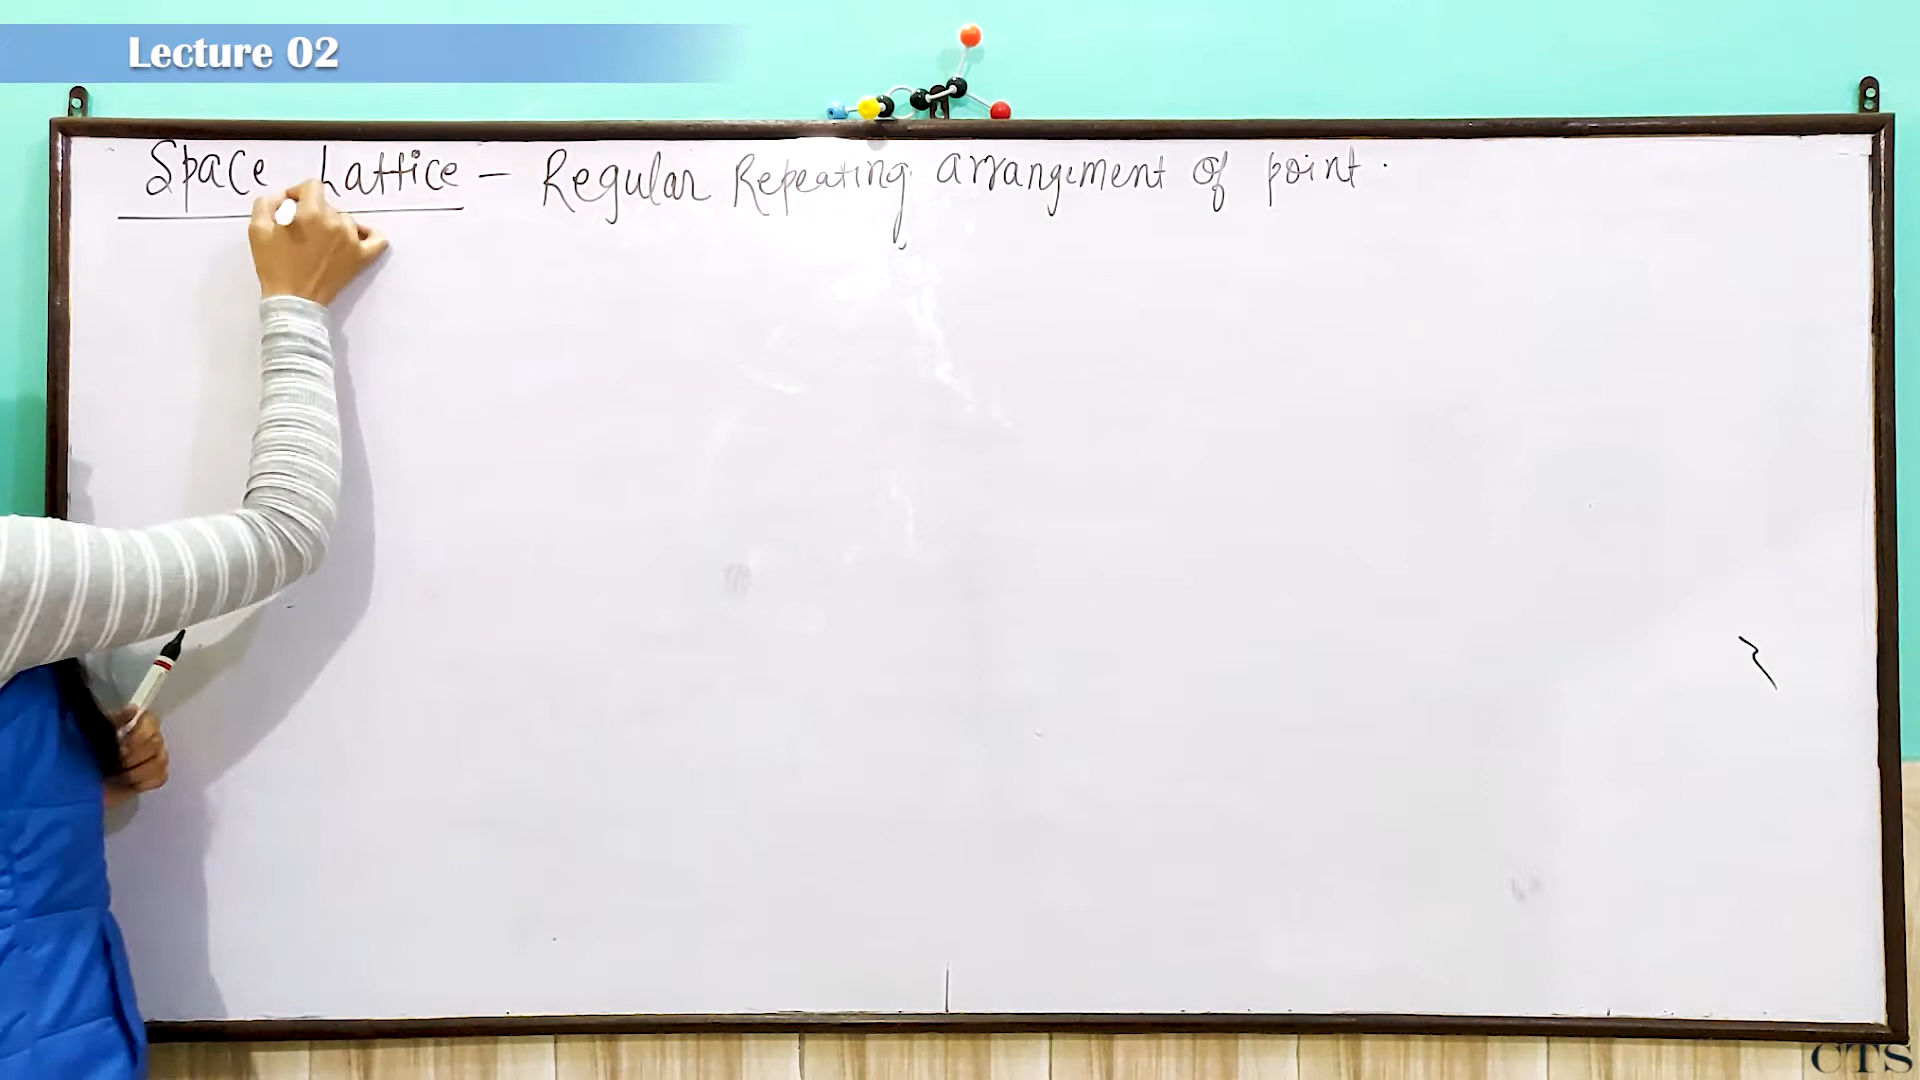 Lecture 02
Space Lattice - Regular Repeating arrangement of point.
CTS